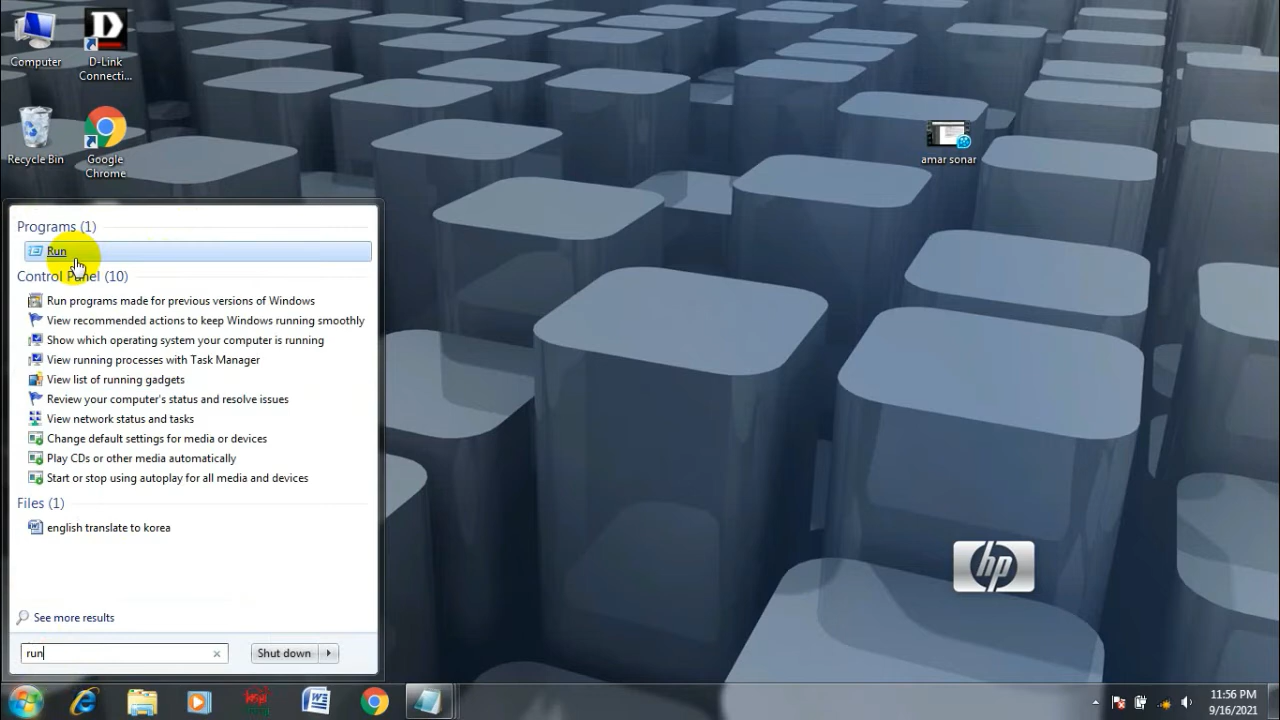 Computer
D-Link
Connecti...
Recycle Bin
Google
Chrome
amar sonar
Programs (1)
Run
Control Panel (10)
Run programs made for previous versions of Windows
View recommended actions to keep Windows running smoothly
Show which operating system your computer is running
View running processes with Task Manager
View list of running gadgets
Review your computer's status and resolve issues
View network status and tasks
Change default settings for media or devices
Play CDs or other media automatically
Start or stop using autoplay for all media and devices
Files (1)
english translate to korea
See more results
run
Shut down
hp
11:56 PM
9/16/2021